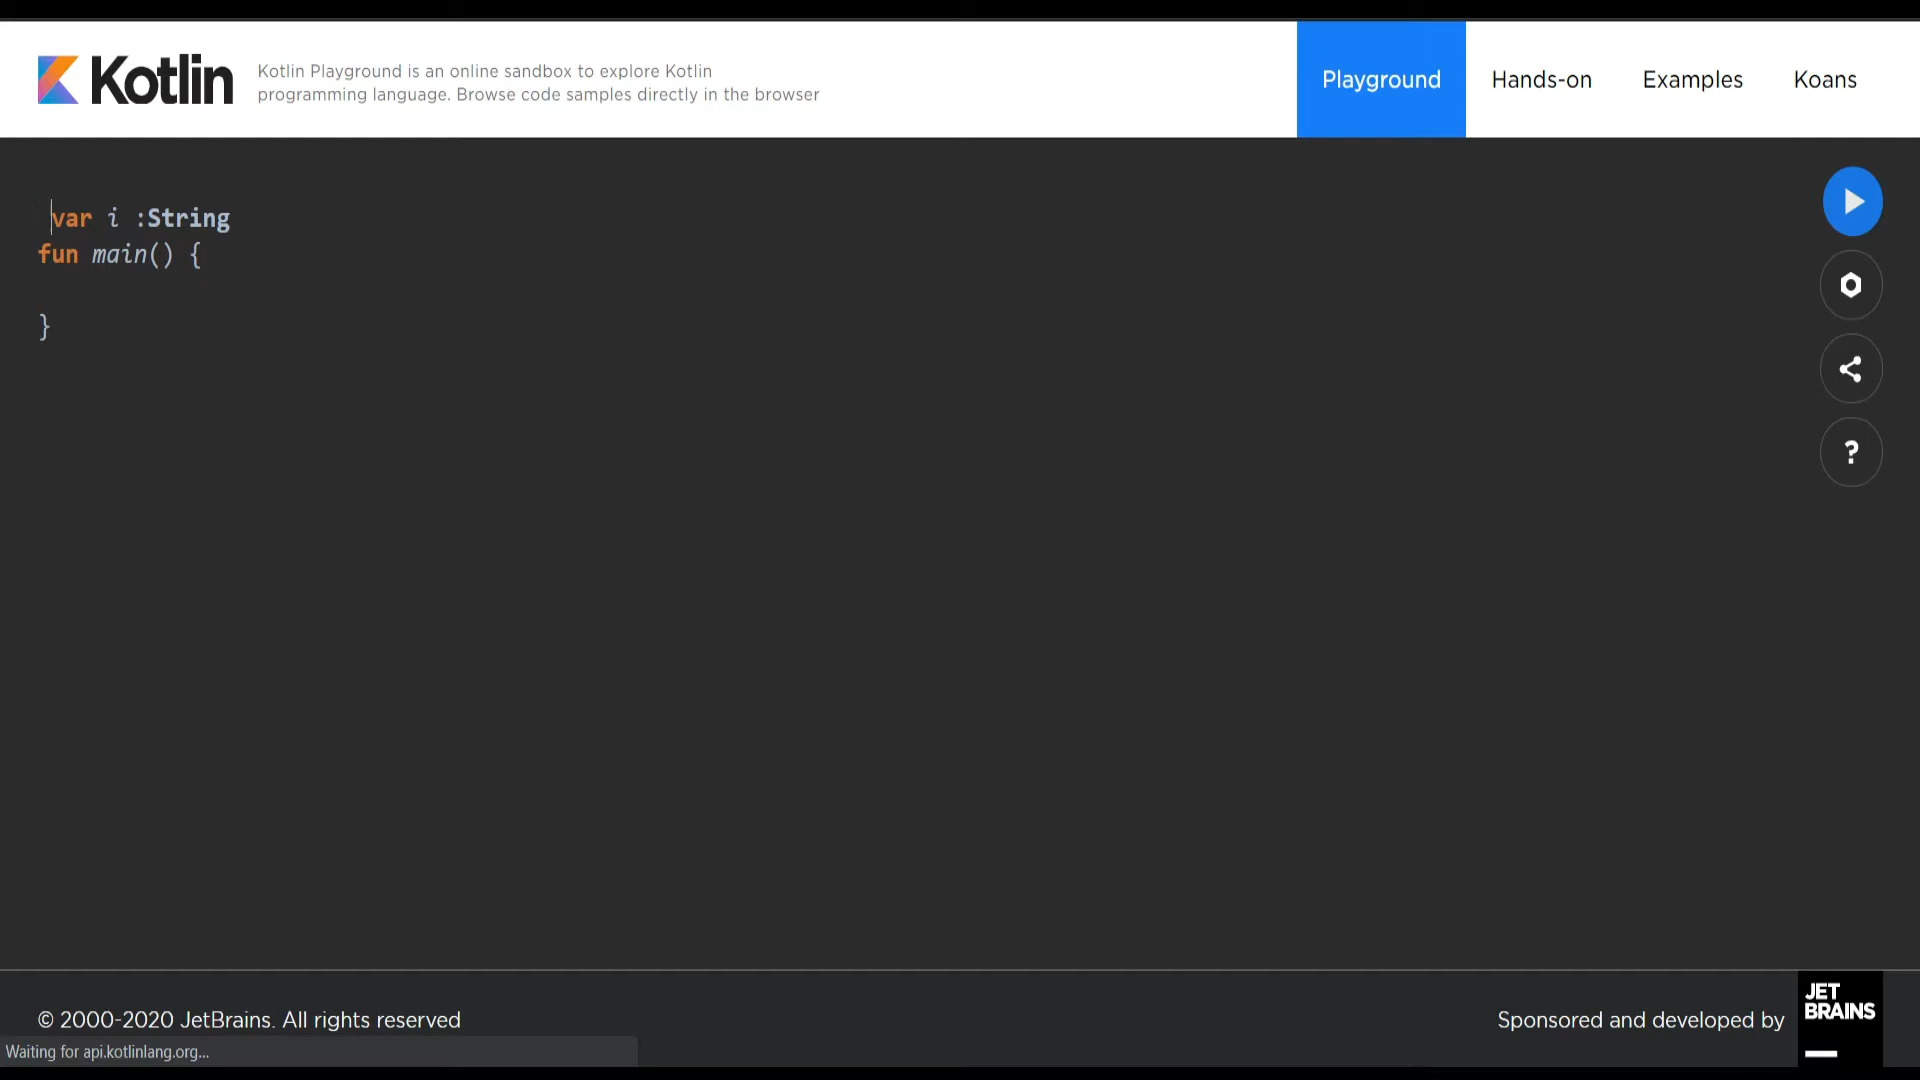 Kotlin
Kotlin Playground is an online sandbox to explore Kotlin
programming language. Browse code samples directly in the browser
Playground
Hands-on
Examples
Koans
var i :String
fun main() {
}
?
© 2000-2020 JetBrains. All rights reserved
Sponsored and developed by
JET
BRAINS
Waiting for api.kotlinlang.org...